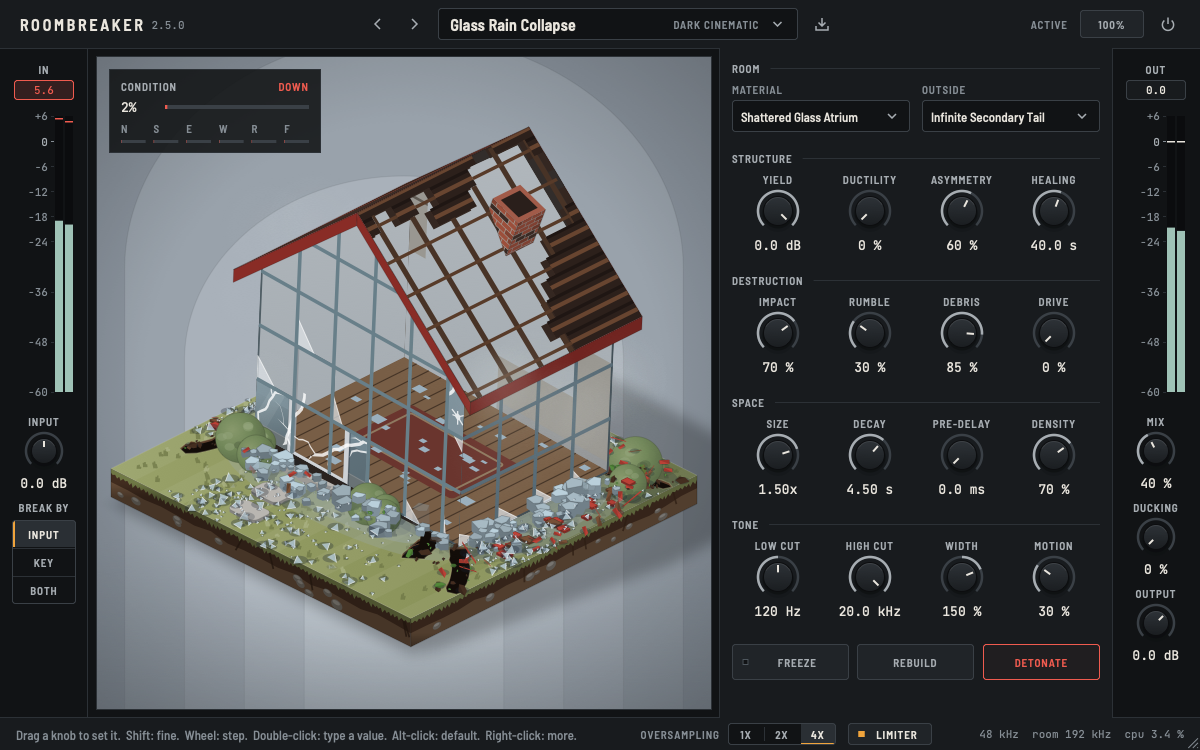 ROOMBREAKER 2.5.0
Glass Rain Collapse DARK CINEMATIC
ACTIVE 100%
IN
5.6
+6
0
-6
-12
-18
-24
-36
-48
-60
INPUT
0.0 dB
BREAK BY
INPUT
KEY
BOTH
CONDITION DOWN
2%
N S E W R F
ROOM
MATERIAL OUTSIDE
Shattered Glass Atrium Infinite Secondary Tail
STRUCTURE
YIELD DUCTILITY ASYMMETRY HEALING
0.0 dB 0 % 60 % 40.0 s
DESTRUCTION
IMPACT RUMBLE DEBRIS DRIVE
70 % 30 % 85 % 0 %
SPACE
SIZE DECAY PRE-DELAY DENSITY
1.50x 4.50 s 0.0 ms 70 %
TONE
LOW CUT HIGH CUT WIDTH MOTION
120 Hz 20.0 kHz 150 % 30 %
FREEZE REBUILD DETONATE
OUT
0.0
+6
0
-6
-12
-18
-24
-36
-48
-60
MIX
40 %
DUCKING
0 %
OUTPUT
0.0 dB
Drag a knob to set it. Shift: fine. Wheel: step. Double-click: type a value. Alt-click: default. Right-click: more.
OVERSAMPLING 1X 2X 4X LIMITER 48 kHz room 192 kHz cpu 3.4 %